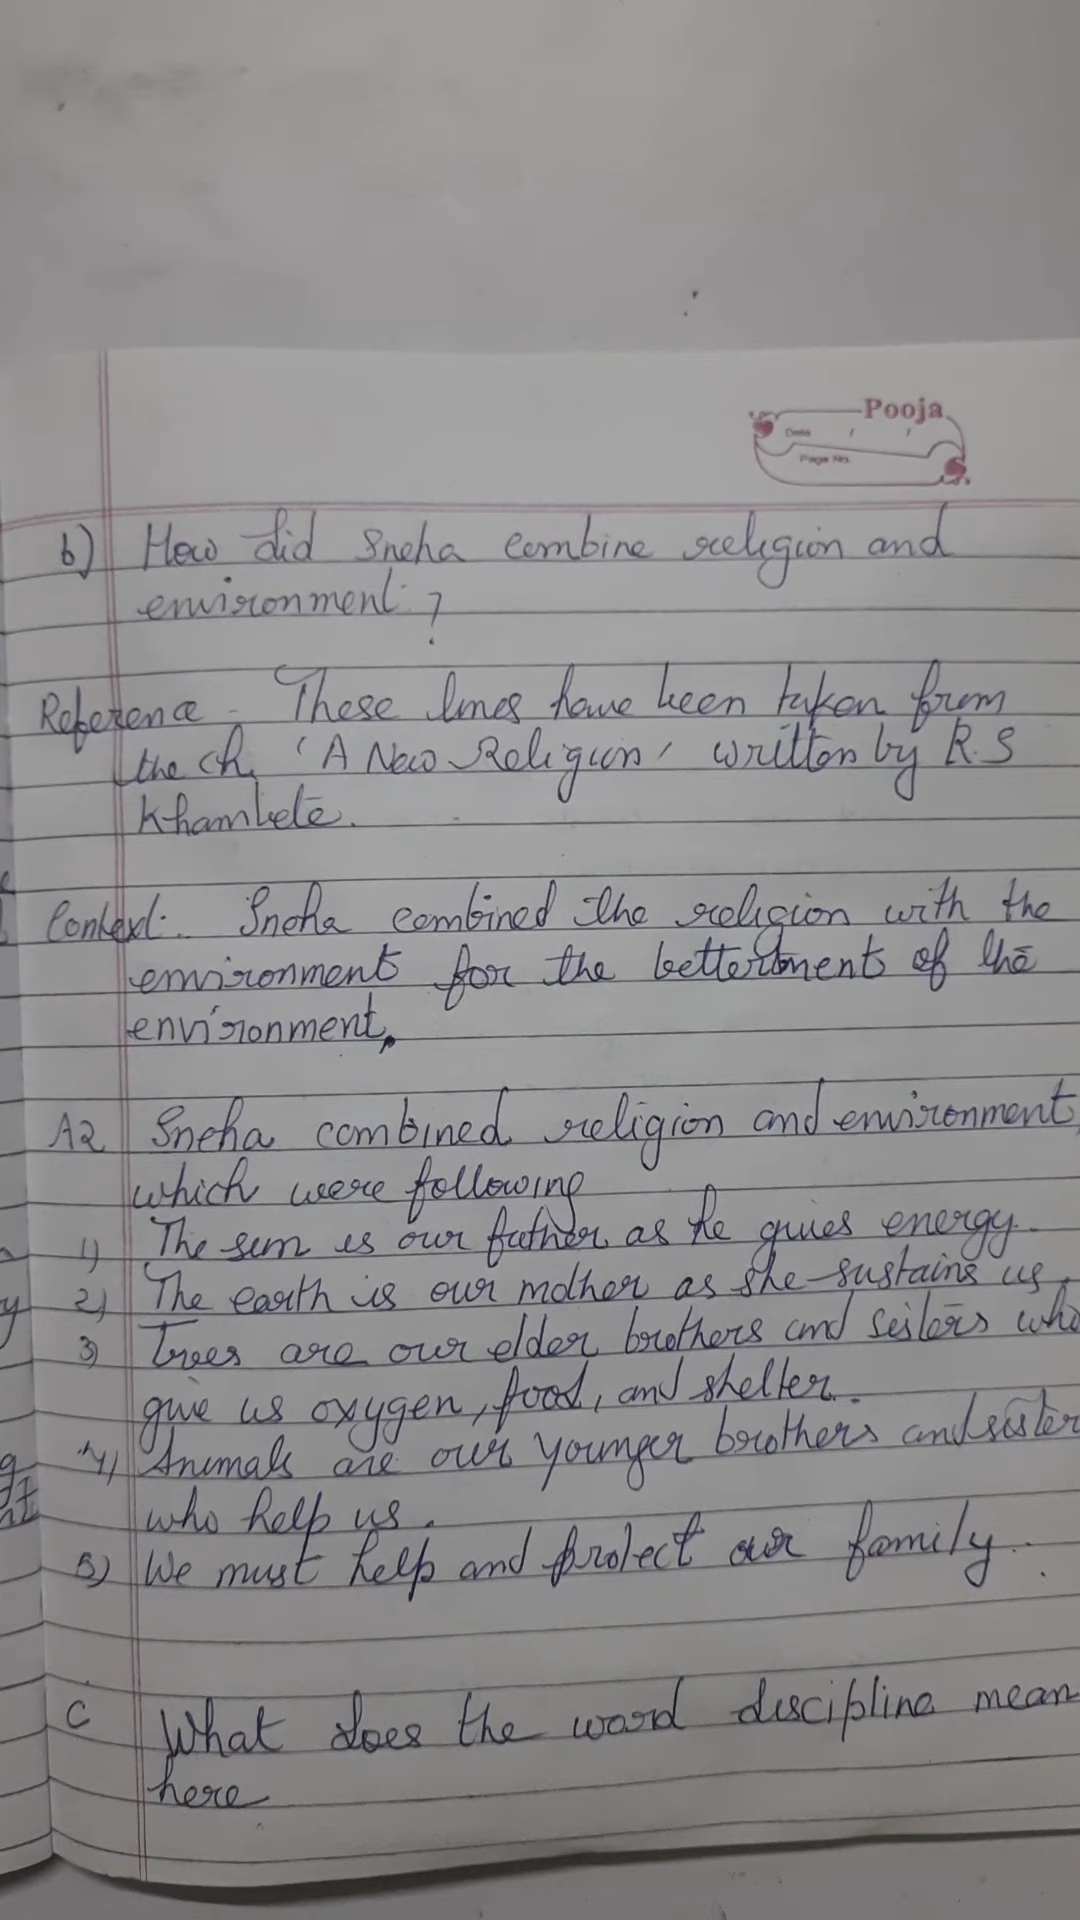 Pooja
Date / /
Page No.
b) How did Sneha combine religion and
environment ?
Reference - These lines have been taken from
the ch. 'A New Religion' written by R.S
Khambete.
Context:. Sneha combined the religion with the
environment for the betterments of the
environment,
A2 Sneha combined religion and environment,
which were following
1) The sun is our father as he gives energy.
2) The earth is our mother as she sustains us,
3) Trees are our elder brothers and sisters who
give us oxygen, food, and shelter.
4) Animals are our younger brothers and sister
who help us.
5) We must help and protect our family.
C What does the word discipline mean
here